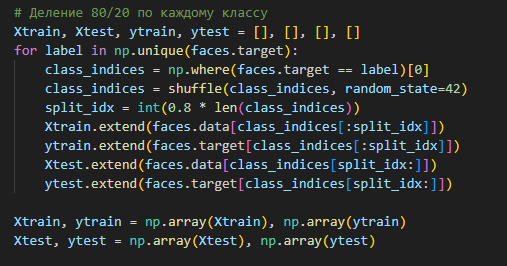 # Деление 80/20 по каждому классу
Xtrain, Xtest, ytrain, ytest = [], [], [], []
for label in np.unique(faces.target):
    class_indices = np.where(faces.target == label)[0]
    class_indices = shuffle(class_indices, random_state=42)
    split_idx = int(0.8 * len(class_indices))
    Xtrain.extend(faces.data[class_indices[:split_idx]])
    ytrain.extend(faces.target[class_indices[:split_idx]])
    Xtest.extend(faces.data[class_indices[split_idx:]])
    ytest.extend(faces.target[class_indices[split_idx:]])

Xtrain, ytrain = np.array(Xtrain), np.array(ytrain)
Xtest, ytest = np.array(Xtest), np.array(ytest)